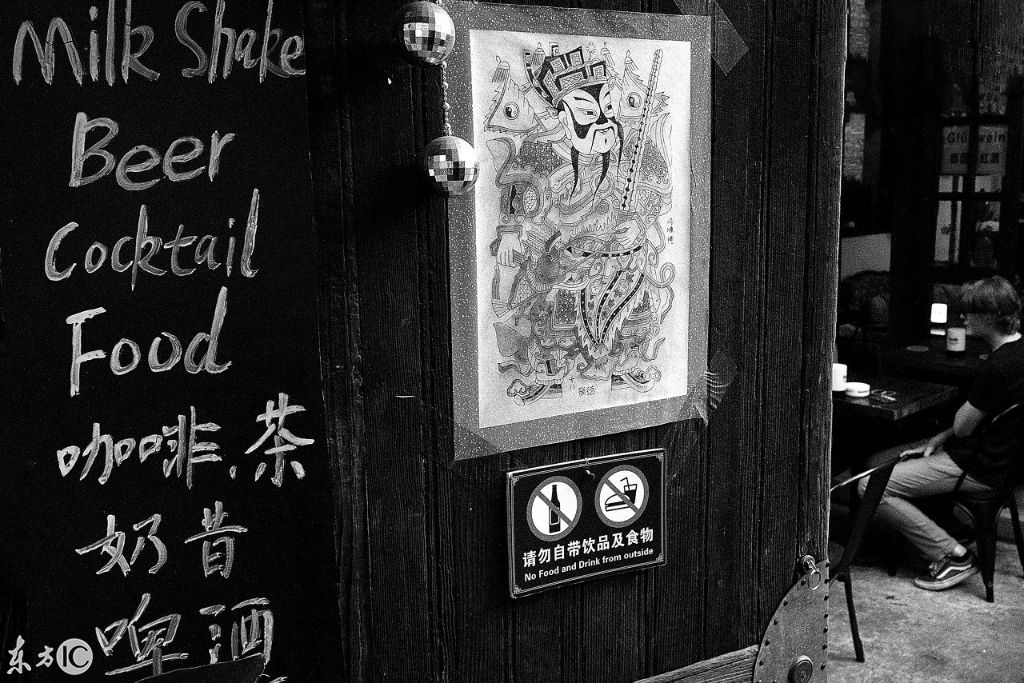 Milk Shake
Beer
Cocktail
Food
咖啡.茶
奶昔
啤酒
请勿自带饮品及食物
No Food and Drink from outside
Glühwein
东方IC